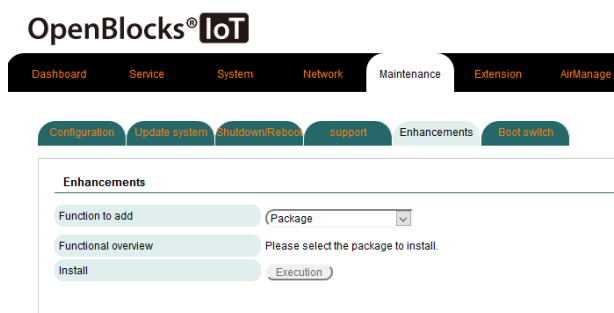 OpenBlocks® IoT
Dashboard Service System Network Maintenance Extension AirManage
Configuration Update system Shutdown/Reboot support Enhancements Boot switch
Enhancements
Function to add Package
Functional overview Please select the package to install.
Install Execution